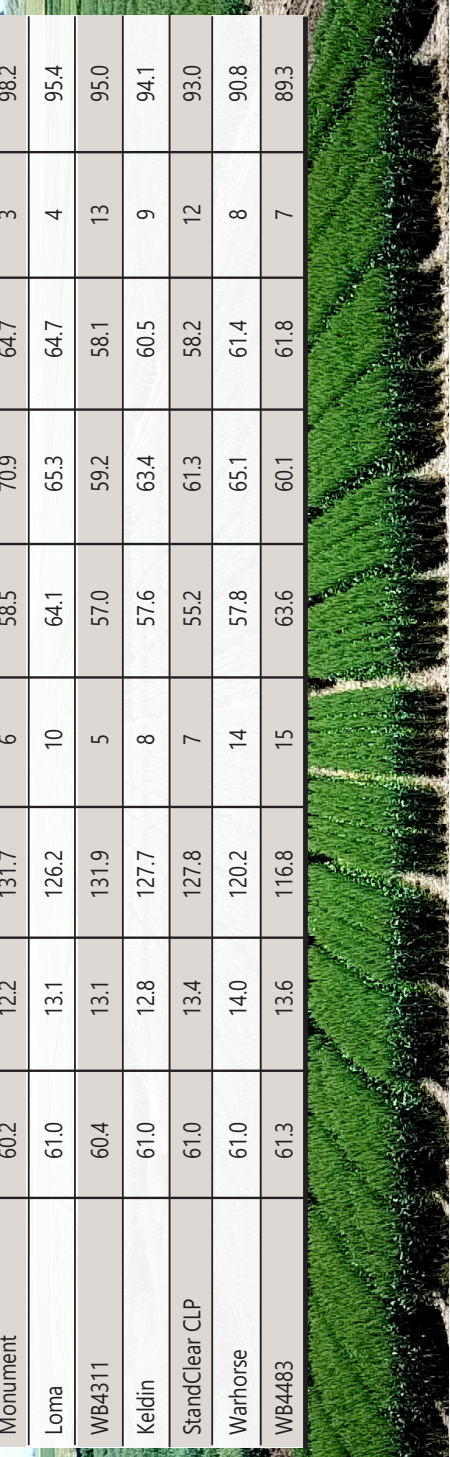 Monument 60.2 12.2 131.7 6 58.5 70.9 64.7 3 98.2
Loma 61.0 13.1 126.2 10 64.1 65.3 64.7 4 95.4
WB4311 60.4 13.1 131.9 5 57.0 59.2 58.1 13 95.0
Keldin 61.0 12.8 127.7 8 57.6 63.4 60.5 9 94.1
StandClear CLP 61.0 13.4 127.8 7 55.2 61.3 58.2 12 93.0
Warhorse 61.0 14.0 120.2 14 57.8 65.1 61.4 8 90.8
WB4483 61.3 13.6 116.8 15 63.6 60.1 61.8 7 89.3